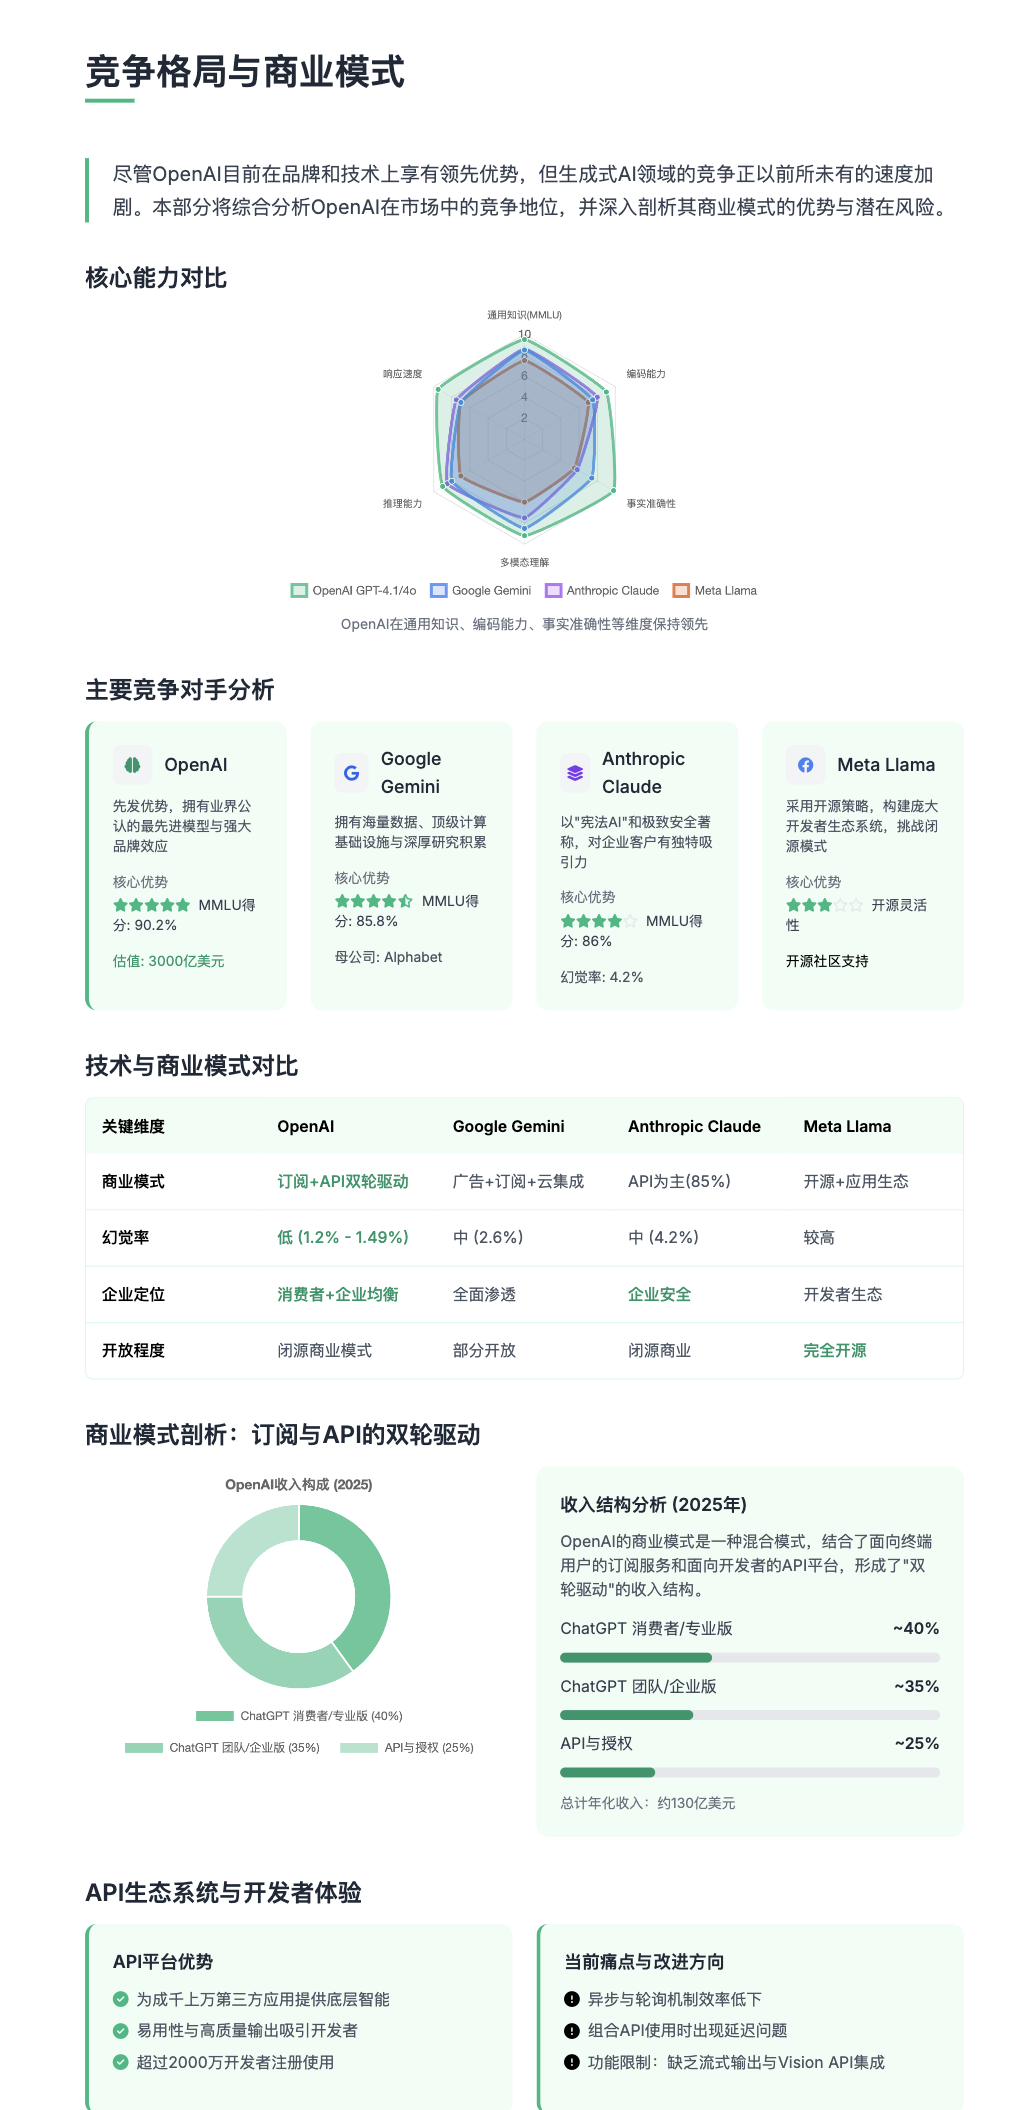 竞争格局与商业模式
尽管OpenAI目前在品牌和技术上享有领先优势，但生成式AI领域的竞争正以前所未有的速度加
剧。本部分将综合分析OpenAI在市场中的竞争地位，并深入剖析其商业模式的优势与潜在风险。
核心能力对比
通用知识(MMLU)
10
8
6
4
2
响应速度
编码能力
推理能力
事实准确性
多模态理解
OpenAI GPT-4.1/4o
Google Gemini
Anthropic Claude
Meta Llama
OpenAI在通用知识、编码能力、事实准确性等维度保持领先
主要竞争对手分析
OpenAI
先发优势，拥有业界公
认的最先进模型与强大
品牌效应
核心优势
MMLU得
分: 90.2%
估值: 3000亿美元
Google
Gemini
拥有海量数据、顶级计算
基础设施与深厚研究积累
核心优势
MMLU得
分: 85.8%
母公司: Alphabet
Anthropic
Claude
以"宪法AI"和极致安全著
称，对企业客户有独特吸
引力
核心优势
MMLU得
分: 86%
幻觉率: 4.2%
Meta Llama
采用开源策略，构建庞大
开发者生态系统，挑战闭
源模式
核心优势
开源灵活
性
开源社区支持
技术与商业模式对比
关键维度 OpenAI Google Gemini Anthropic Claude Meta Llama
商业模式 订阅+API双轮驱动 广告+订阅+云集成 API为主(85%) 开源+应用生态
幻觉率 低 (1.2% - 1.49%) 中 (2.6%) 中 (4.2%) 较高
企业定位 消费者+企业均衡 全面渗透 企业安全 开发者生态
开放程度 闭源商业模式 部分开放 闭源商业 完全开源
商业模式剖析：订阅与API的双轮驱动
OpenAI收入构成 (2025)
ChatGPT 消费者/专业版 (40%)
ChatGPT 团队/企业版 (35%)
API与授权 (25%)
收入结构分析 (2025年)
OpenAI的商业模式是一种混合模式，结合了面向终端
用户的订阅服务和面向开发者的API平台，形成了"双
轮驱动"的收入结构。
ChatGPT 消费者/专业版 ~40%
ChatGPT 团队/企业版 ~35%
API与授权 ~25%
总计年化收入：约130亿美元
API生态系统与开发者体验
API平台优势
为成千上万第三方应用提供底层智能
易用性与高质量输出吸引开发者
超过2000万开发者注册使用
当前痛点与改进方向
异步与轮询机制效率低下
组合API使用时出现延迟问题
功能限制：缺乏流式输出与Vision API集成